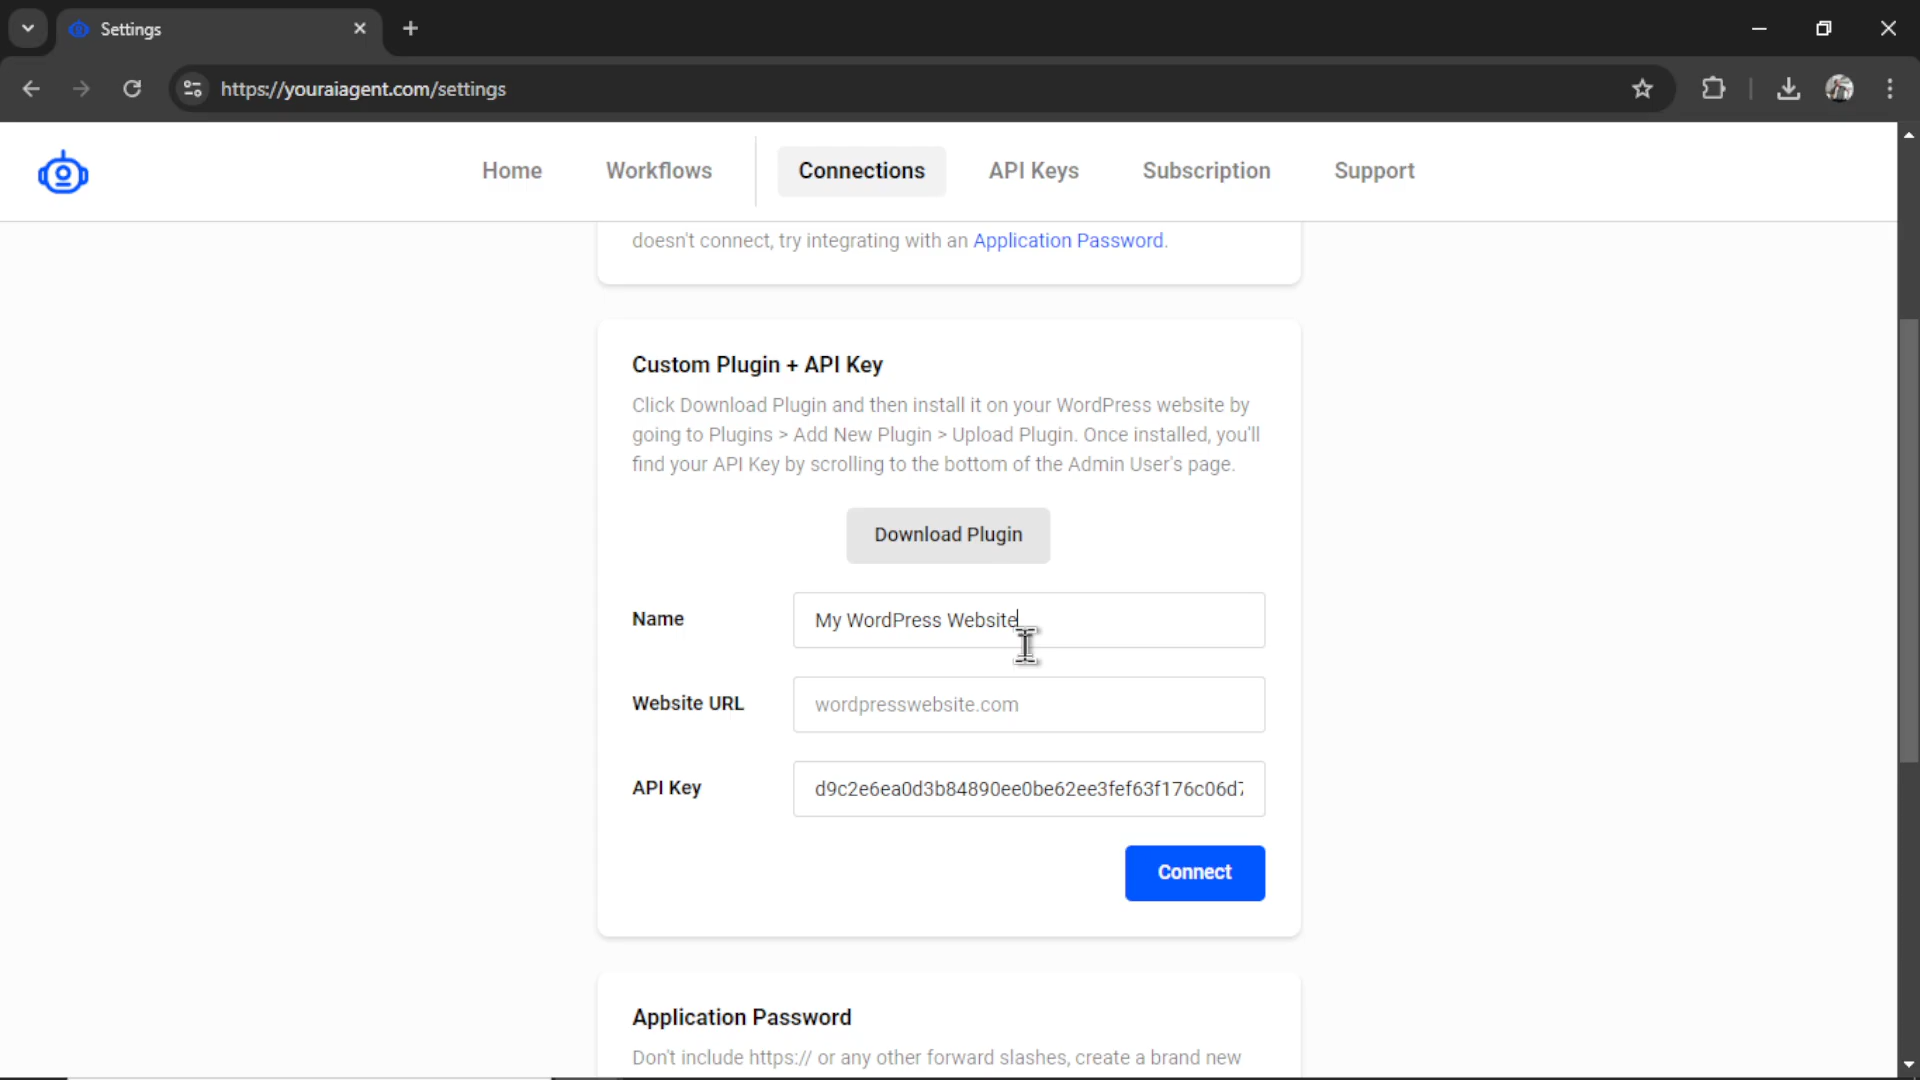 Settings
https://youraiagent.com/settings
Home
Workflows
Connections
API Keys
Subscription
Support
doesn't connect, try integrating with an Application Password.
Custom Plugin + API Key
Click Download Plugin and then install it on your WordPress website by
going to Plugins > Add New Plugin > Upload Plugin. Once installed, you'll
find your API Key by scrolling to the bottom of the Admin User's page.
Download Plugin
Name
My WordPress Website
Website URL
wordpresswebsite.com
API Key
d9c2e6ea0d3b84890ee0be62ee3fef63f176c06d7
Connect
Application Password
Don't include https:// or any other forward slashes, create a brand new